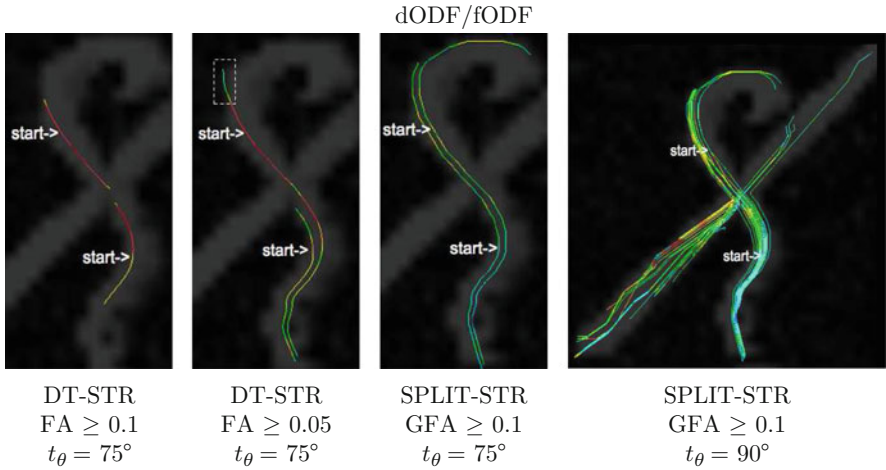 dODF/fODF
start->
start->
start->
start->
start->
start->
start->
start->
DT-STR
FA ≥ 0.1
t_θ = 75°
DT-STR
FA ≥ 0.05
t_θ = 75°
SPLIT-STR
GFA ≥ 0.1
t_θ = 75°
SPLIT-STR
GFA ≥ 0.1
t_θ = 90°